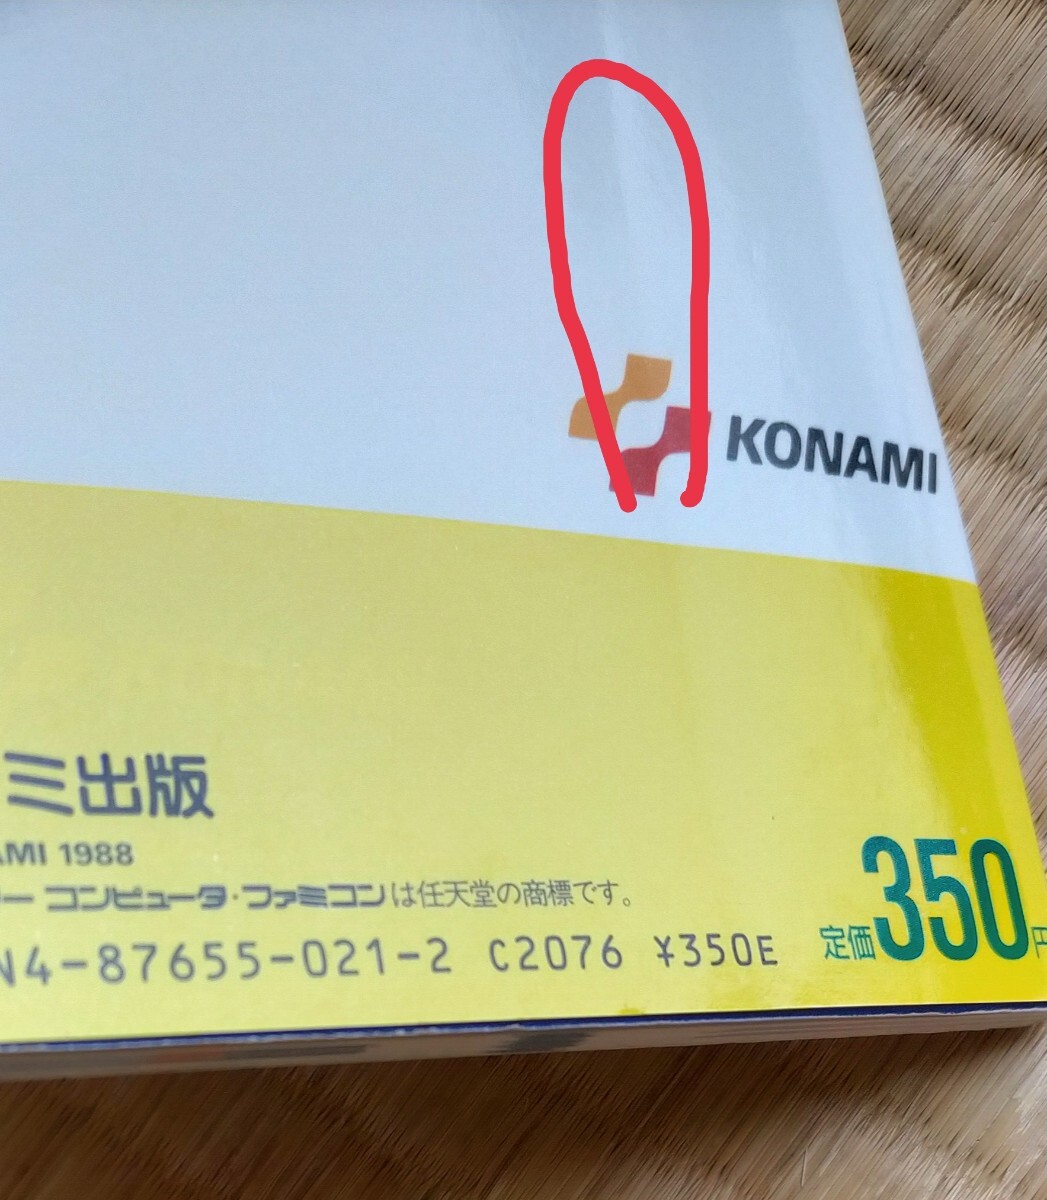 KONAMI
ミ出版
AMI 1988
ー コンピュータ・ファミコンは任天堂の商標です。
N4-87655-021-2 C2076 ¥350E
定価350円